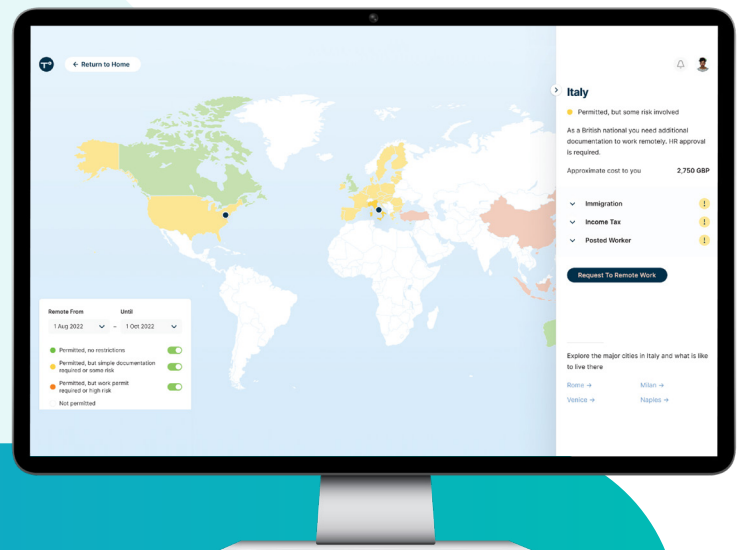 T
← Return to Home
Italy
Permitted, but some risk involved
As a British national you need additional
documentation to work remotely. HR approval
is required.
Approximate cost to you 2,750 GBP
Immigration
Income Tax
Posted Worker
Request To Remote Work
Explore the major cities in Italy and what is like
to live there
Rome → Milan →
Venice → Naples →
Remote From Until
1 Aug 2022 – 1 Oct 2022
Permitted, no restrictions
Permitted, but simple documentation
required or some risk
Permitted, but work permit
required or high risk
Not permitted